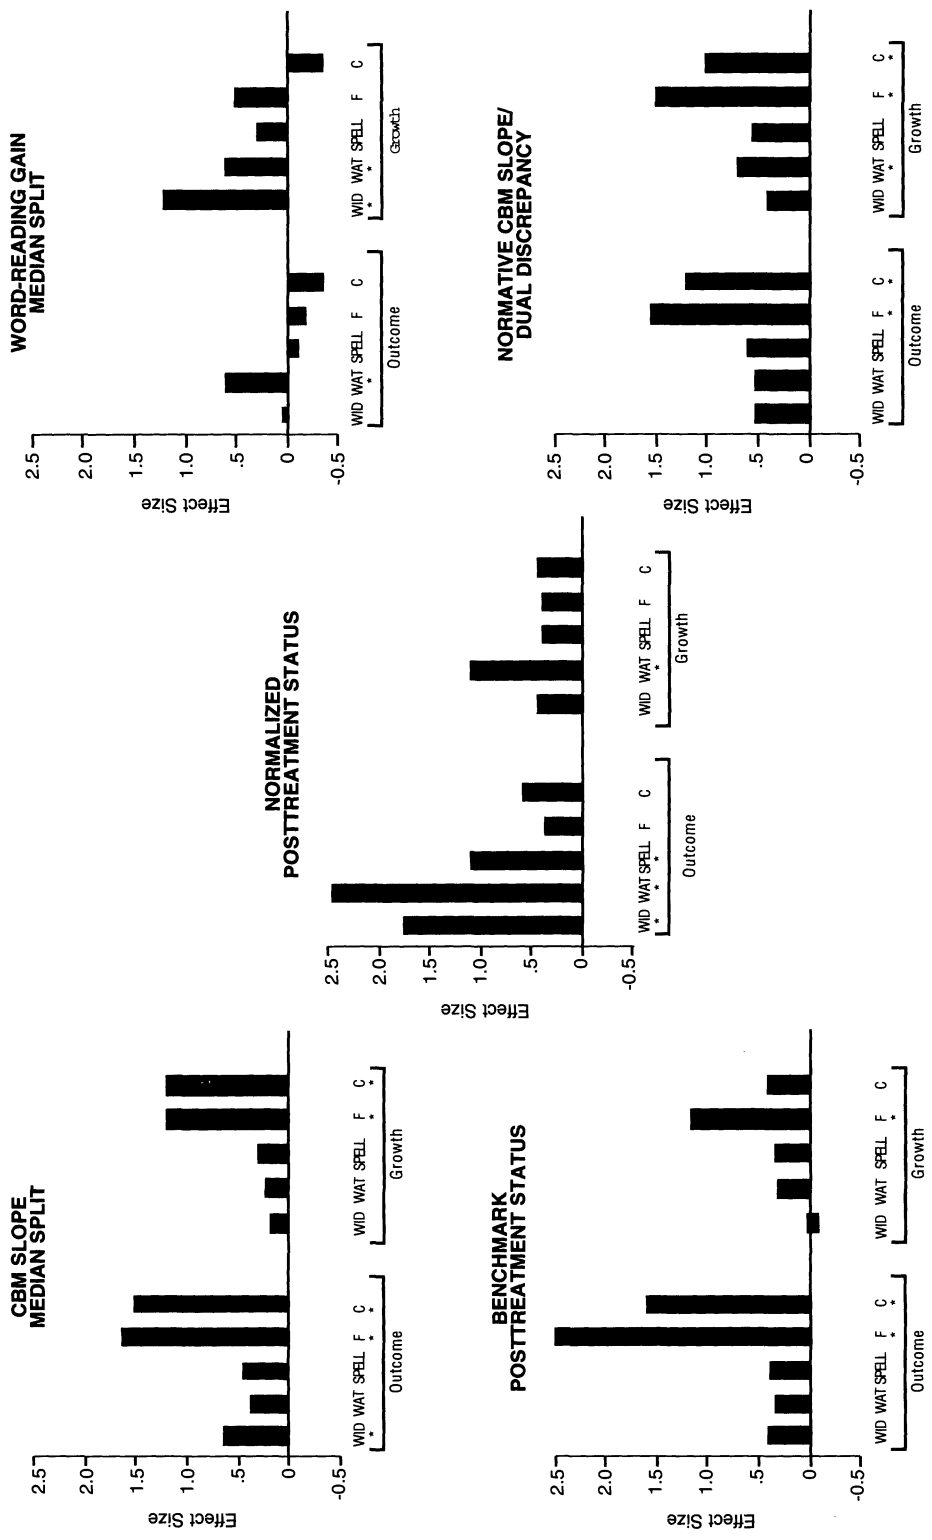 CBM SLOPE
MEDIAN SPLIT
Effect Size
2.5
2.0
1.5
1.0
.5
0
-0.5
WID WAT SPELL F C
* * *
Outcome
WID WAT SPELL F C
* *
Growth
WORD-READING GAIN
MEDIAN SPLIT
Effect Size
2.5
2.0
1.5
1.0
.5
0
-0.5
WID WAT SPELL F C
*
Outcome
WID WAT SPELL F C
* *
Growth
NORMALIZED
POSTTREATMENT STATUS
Effect Size
2.5
2.0
1.5
1.0
.5
0
-0.5
WID WAT SPELL F C
* * *
Outcome
WID WAT SPELL F C
*
Growth
BENCHMARK
POSTTREATMENT STATUS
Effect Size
2.5
2.0
1.5
1.0
.5
0
-0.5
WID WAT SPELL F C
* *
Outcome
WID WAT SPELL F C
*
Growth
NORMATIVE CBM SLOPE/
DUAL DISCREPANCY
Effect Size
2.5
2.0
1.5
1.0
.5
0
-0.5
WID WAT SPELL F C
* *
Outcome
WID WAT SPELL F C
* * *
Growth